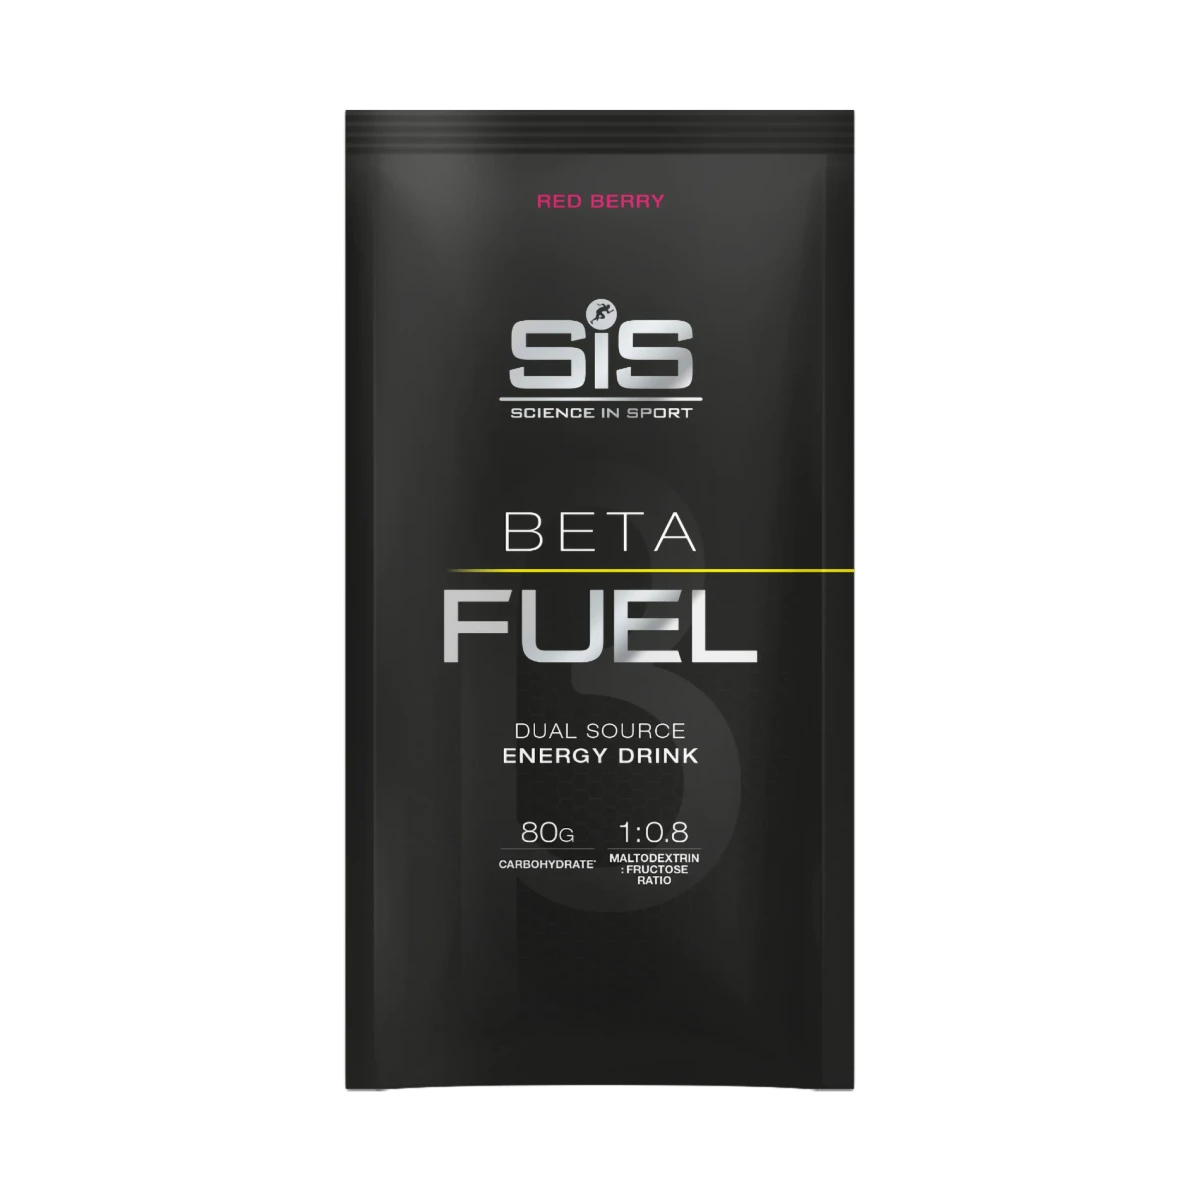 RED BERRY
SiS
SCIENCE IN SPORT
BETA
FUEL
DUAL SOURCE
ENERGY DRINK
80G
CARBOHYDRATE*
1:0.8
MALTODEXTRIN
:FRUCTOSE
RATIO